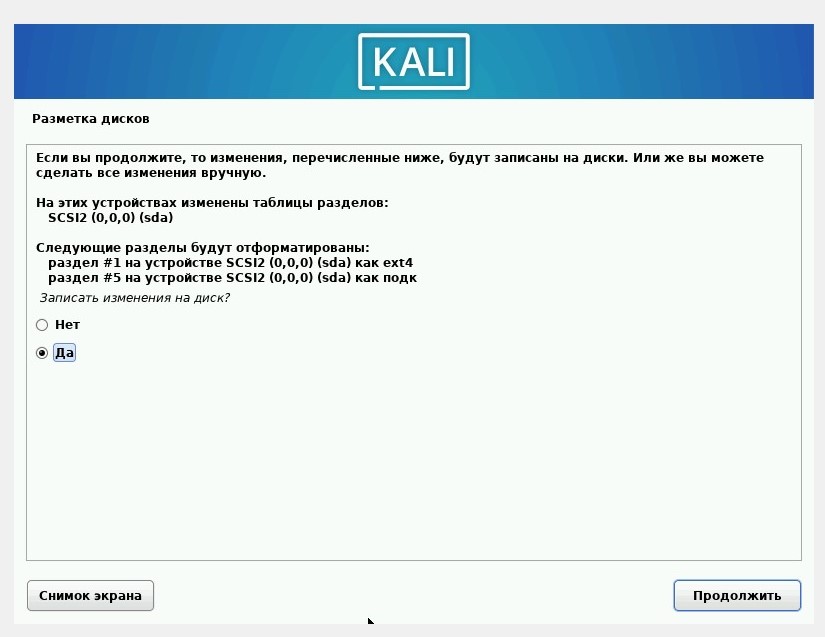 KALI
Разметка дисков
Если вы продолжите, то изменения, перечисленные ниже, будут записаны на диски. Или же вы можете
сделать все изменения вручную.
На этих устройствах изменены таблицы разделов:
SCSI2 (0,0,0) (sda)
Следующие разделы будут отформатированы:
раздел #1 на устройстве SCSI2 (0,0,0) (sda) как ext4
раздел #5 на устройстве SCSI2 (0,0,0) (sda) как подк
Записать изменения на диск?
Нет
Да
Снимок экрана
Продолжить